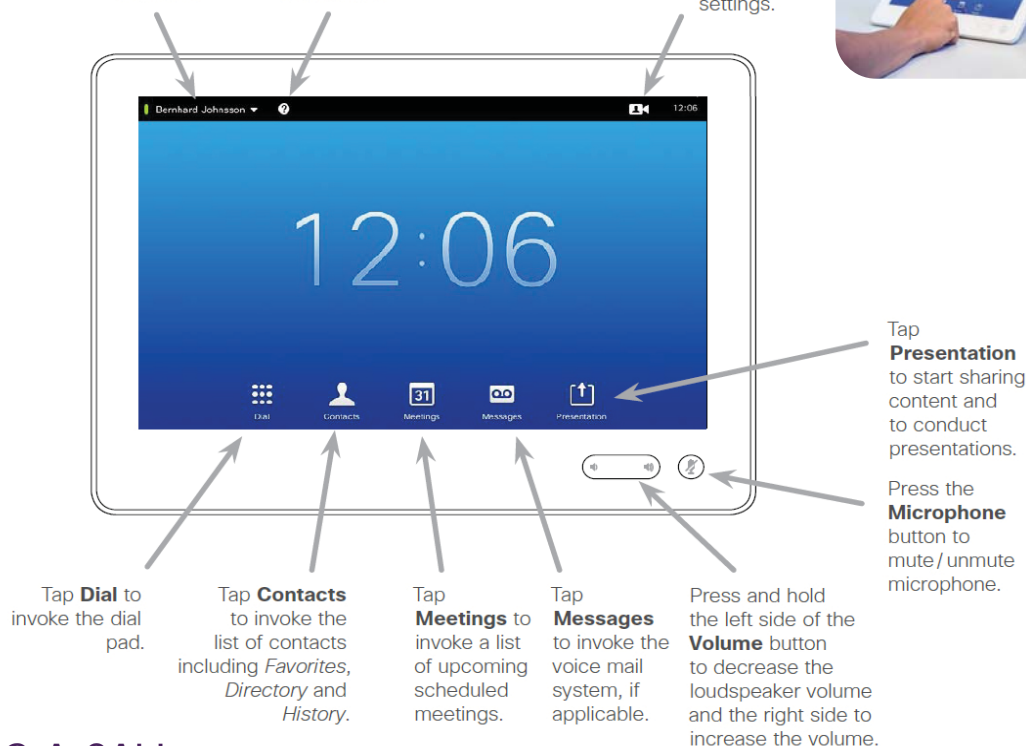 settings.
Bernhard Johnsson
?
12:06
12:06
31
Dial
Contacts
Meetings
Messages
Presentation
Tap
Presentation
to start sharing
content and
to conduct
presentations.
Press the
Microphone
button to
mute/unmute
microphone.
Tap Dial to
invoke the dial
pad.
Tap Contacts
to invoke the
list of contacts
including Favorites,
Directory and
History.
Tap
Meetings to
invoke a list
of upcoming
scheduled
meetings.
Tap
Messages
to invoke the
voice mail
system, if
applicable.
Press and hold
the left side of the
Volume button
to decrease the
loudspeaker volume
and the right side to
increase the volume.